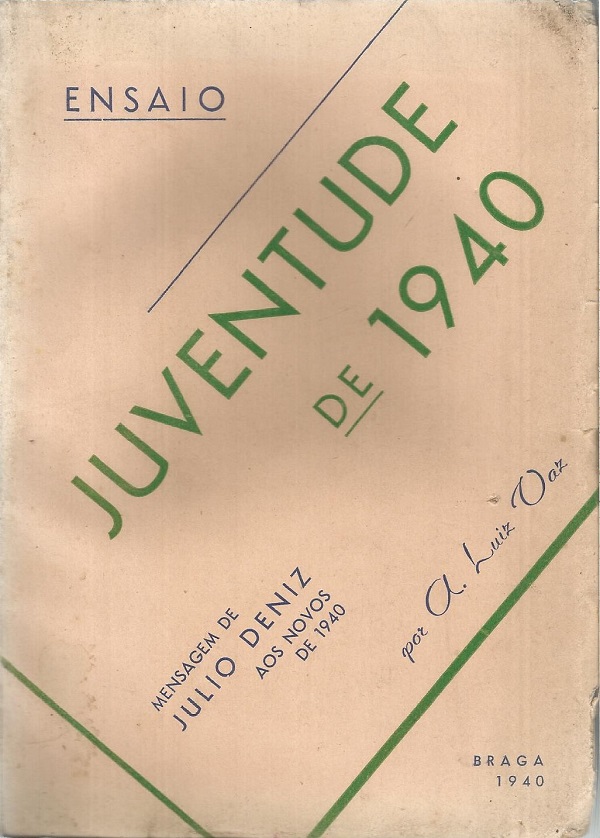 ENSAIO
JUVENTUDE
DE 1940
por A. Luiz Vaz
MENSAGEM DE
JULIO DENIZ
AOS NOVOS
DE 1940
BRAGA
1940